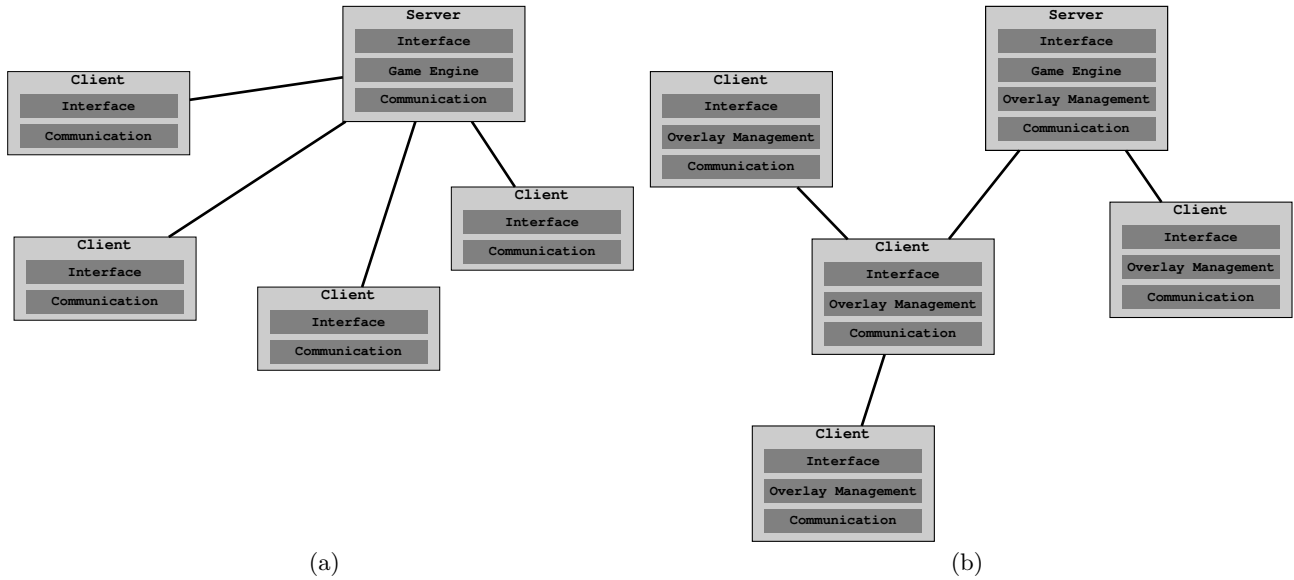 Server
Interface
Game Engine
Communication
Client
Interface
Communication
Client
Interface
Communication
Client
Interface
Communication
Client
Interface
Communication
(a)
Server
Interface
Game Engine
Overlay Management
Communication
Client
Interface
Overlay Management
Communication
Client
Interface
Overlay Management
Communication
Client
Interface
Overlay Management
Communication
Client
Interface
Overlay Management
Communication
(b)